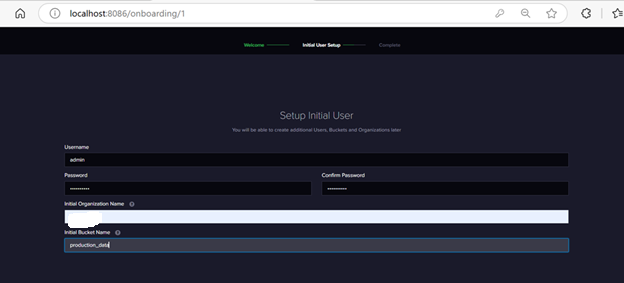 localhost:8086/onboarding/1
Welcome Initial User Setup Complete
Setup Initial User
You will be able to create additional Users, Buckets and Organizations later
Username
admin
Password Confirm Password
•••••••••• ••••••••••
Initial Organization Name ?
Initial Bucket Name ?
production_data